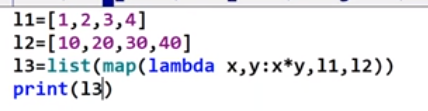 l1=[1,2,3,4]
l2=[10,20,30,40]
l3=list(map(lambda x,y:x*y,l1,l2))
print(l3)